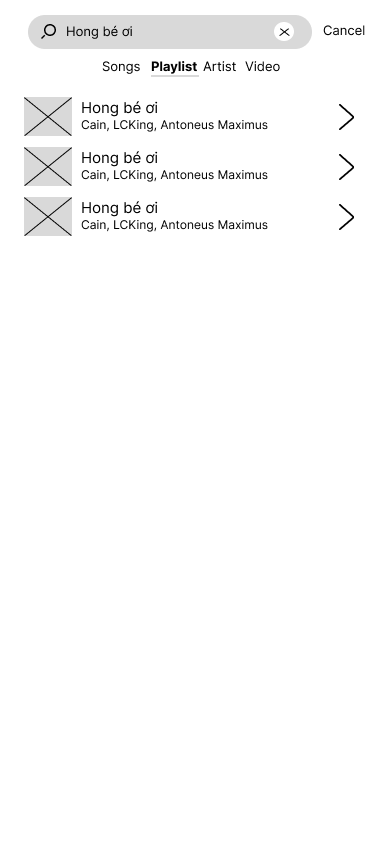 Hong bé ơi
Cancel
Songs Playlist Artist Video
Hong bé ơi
Cain, LCKing, Antoneus Maximus
Hong bé ơi
Cain, LCKing, Antoneus Maximus
Hong bé ơi
Cain, LCKing, Antoneus Maximus